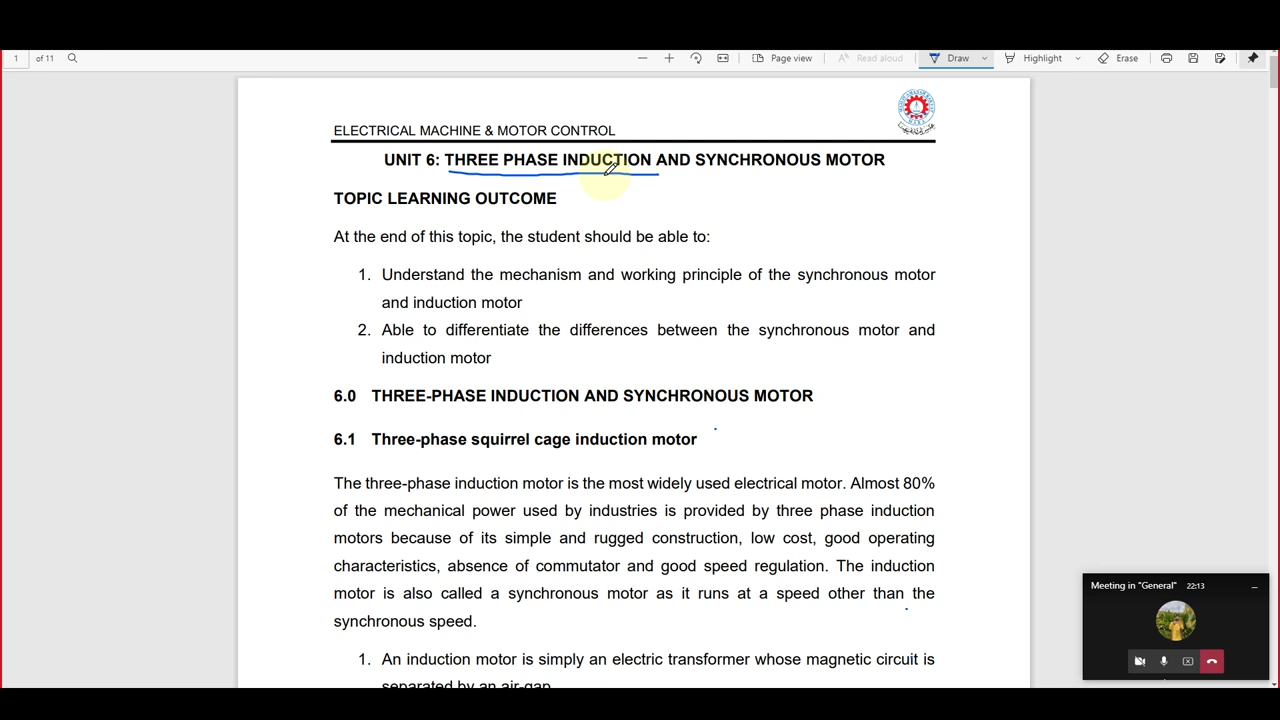 1 of 11 Page view Read aloud Draw Highlight Erase
ELECTRICAL MACHINE & MOTOR CONTROL
UNIT 6: THREE PHASE INDUCTION AND SYNCHRONOUS MOTOR
TOPIC LEARNING OUTCOME
At the end of this topic, the student should be able to:
1. Understand the mechanism and working principle of the synchronous motor
and induction motor
2. Able to differentiate the differences between the synchronous motor and
induction motor
6.0 THREE-PHASE INDUCTION AND SYNCHRONOUS MOTOR
6.1 Three-phase squirrel cage induction motor
The three-phase induction motor is the most widely used electrical motor. Almost 80%
of the mechanical power used by industries is provided by three phase induction
motors because of its simple and rugged construction, low cost, good operating
characteristics, absence of commutator and good speed regulation. The induction
motor is also called a synchronous motor as it runs at a speed other than the
synchronous speed.
1. An induction motor is simply an electric transformer whose magnetic circuit is
separated by an air-gap
Meeting in "General" 22:13